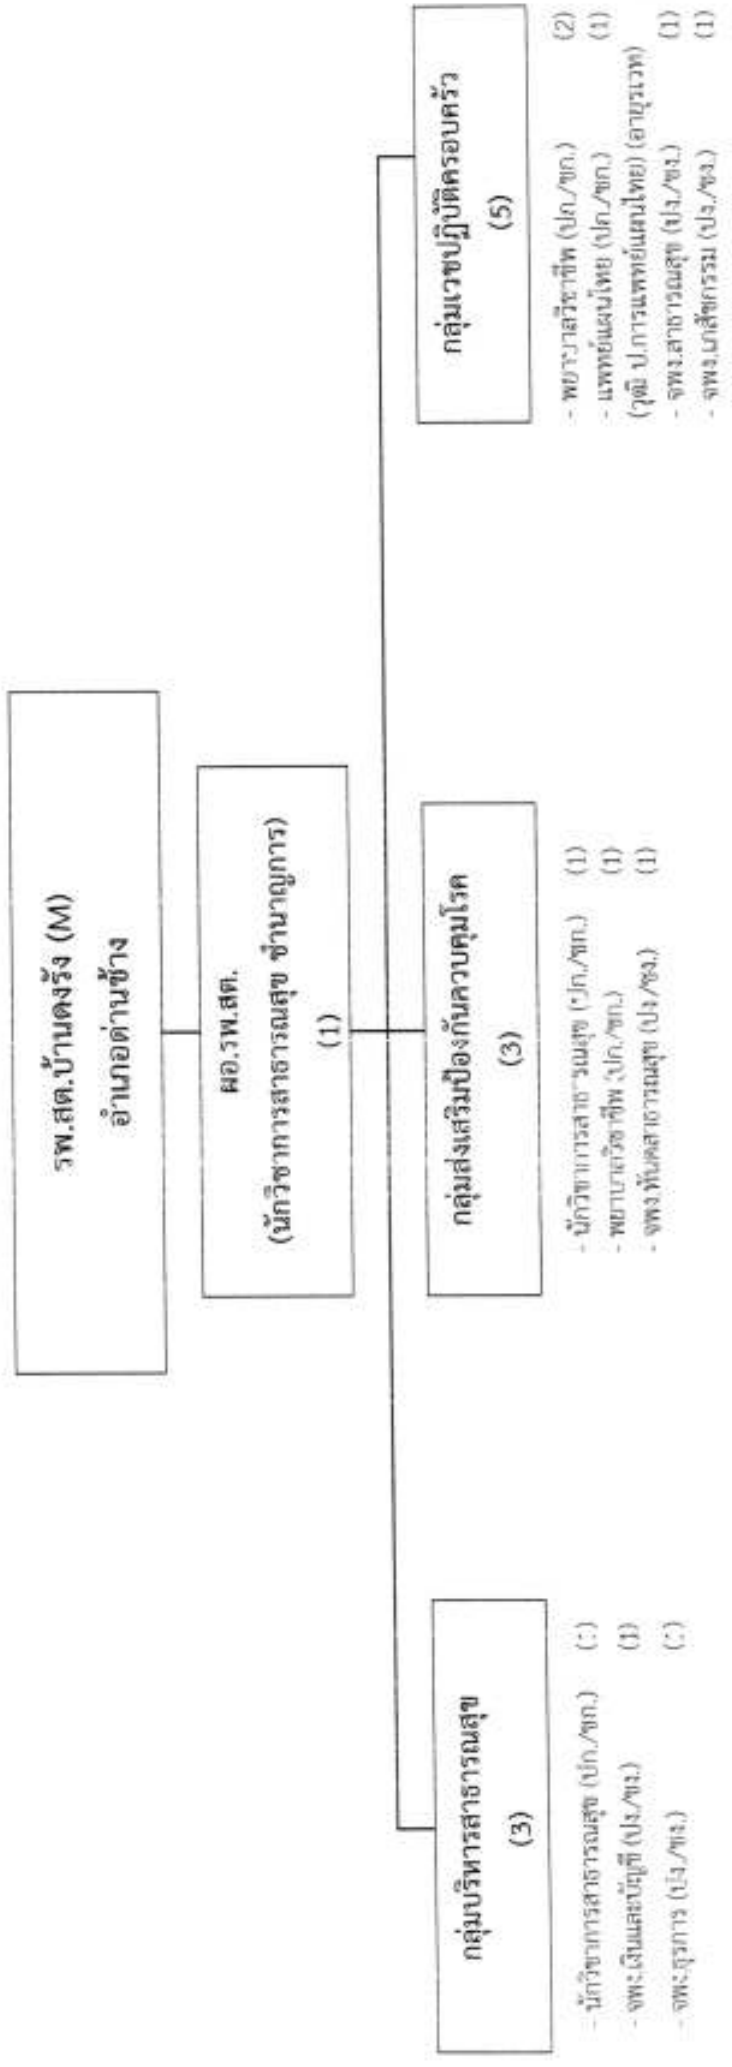 รพ.สต.บ้านดงรัง (M)
อำเภอด่านช้าง
ผอ.รพ.สต.
(นักวิชาการสาธารณสุข ชำนาญการ)
(1)
กลุ่มบริหารสาธารณสุข
(3)
- นักวิชาการสาธารณสุข (ปก./ชก.)
- จพง.เงินและบัญชี (ปง./ชง.) (1)
- จพง.ธุรการ (ปง./ชง.)
กลุ่มส่งเสริมป้องกันควบคุมโรค
(3)
- นักวิชาการสาธารณสุข (ปก./ชก.) (1)
- พยาบาลวิชาชีพ (ปก./ชก.) (1)
- จพง.ทันตสาธารณสุข (ปง./ชง.) (1)
กลุ่มเวชปฏิบัติครอบครัว
(5)
- พยาบาลวิชาชีพ (ปก./ชก.) (2)
- แพทย์แผนไทย (ปก./ชก.) (1)
(วุฒิ ป.การแพทย์แผนไทย) (อายุรเวท)
- จพง.สาธารณสุข (ปง./ชง.) (1)
- จพง.เภสัชกรรม (ปง./ชง.) (1)